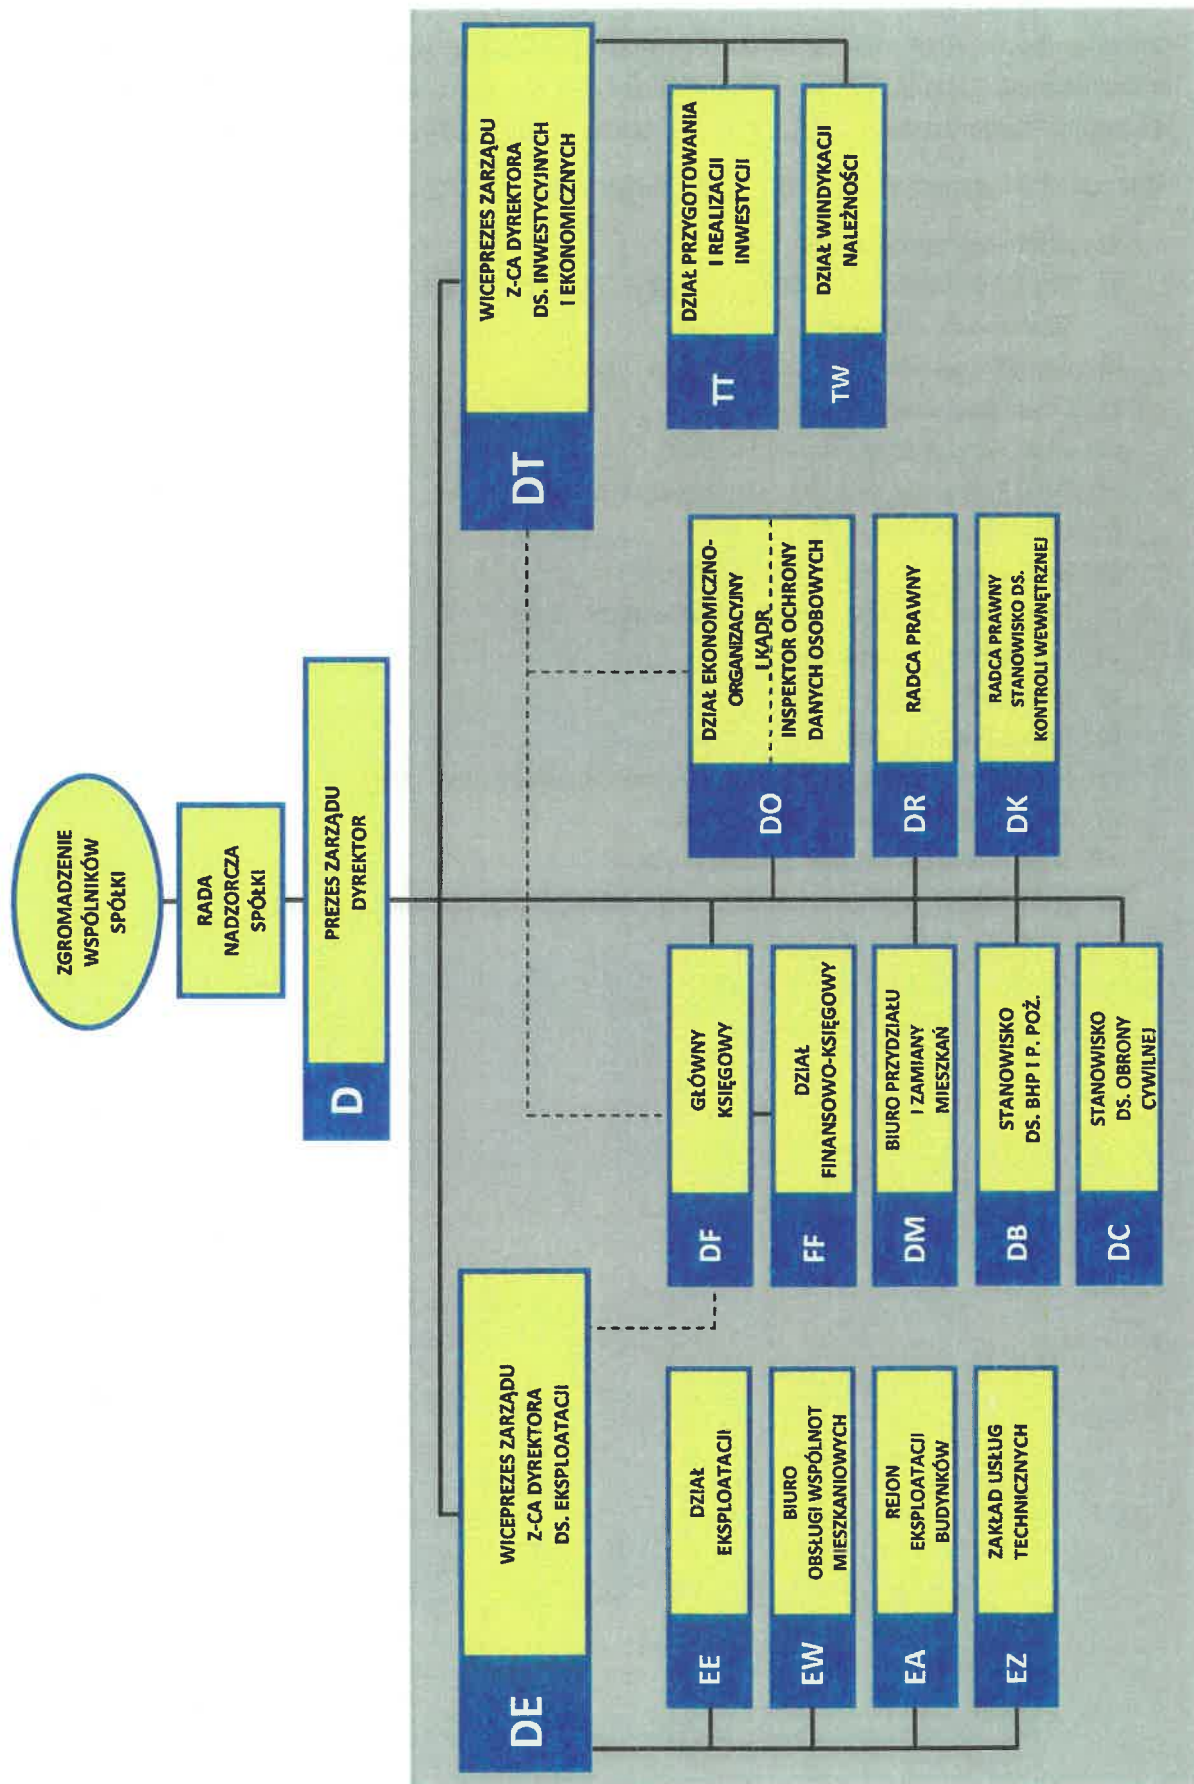 ZGROMADZENIE
WSPÓLNIKÓW
SPÓŁKI
RADA
NADZORCZA
SPÓŁKI
D
PREZES ZARZĄDU
DYREKTOR
DE
WICEPREZES ZARZĄDU
Z-CA DYREKTORA
DS. EKSPLOATACJI
DT
WICEPREZES ZARZĄDU
Z-CA DYREKTORA
DS. INWESTYCYJNYCH
I EKONOMICZNYCH
EE
DZIAŁ
EKSPLOATACJI
EW
BIURO
OBSŁUGI WSPÓLNOT
MIESZKANIOWYCH
EA
REJON
EKSPLOATACJI
BUDYNKÓW
EZ
ZAKŁAD USŁUG
TECHNICZNYCH
DF
GŁÓWNY
KSIĘGOWY
FF
DZIAŁ
FINANSOWO-KSIĘGOWY
DM
BIURO PRZYDZIAŁU
I ZAMIANY
MIESZKAŃ
DB
STANOWISKO
DS. BHP I P. POŻ.
DC
STANOWISKO
DS. OBRONY
CYWILNEJ
DO
DZIAŁ EKONOMICZNO-
ORGANIZACYJNY
I KADR
INSPEKTOR OCHRONY
DANYCH OSOBOWYCH
DR
RADCA PRAWNY
DK
RADCA PRAWNY
STANOWISKO DS.
KONTROLI WEWNĘTRZNEJ
TT
DZIAŁ PRZYGOTOWANIA
I REALIZACJI
INWESTYCJI
TW
DZIAŁ WINDYKACJI
NALEŻNOŚCI